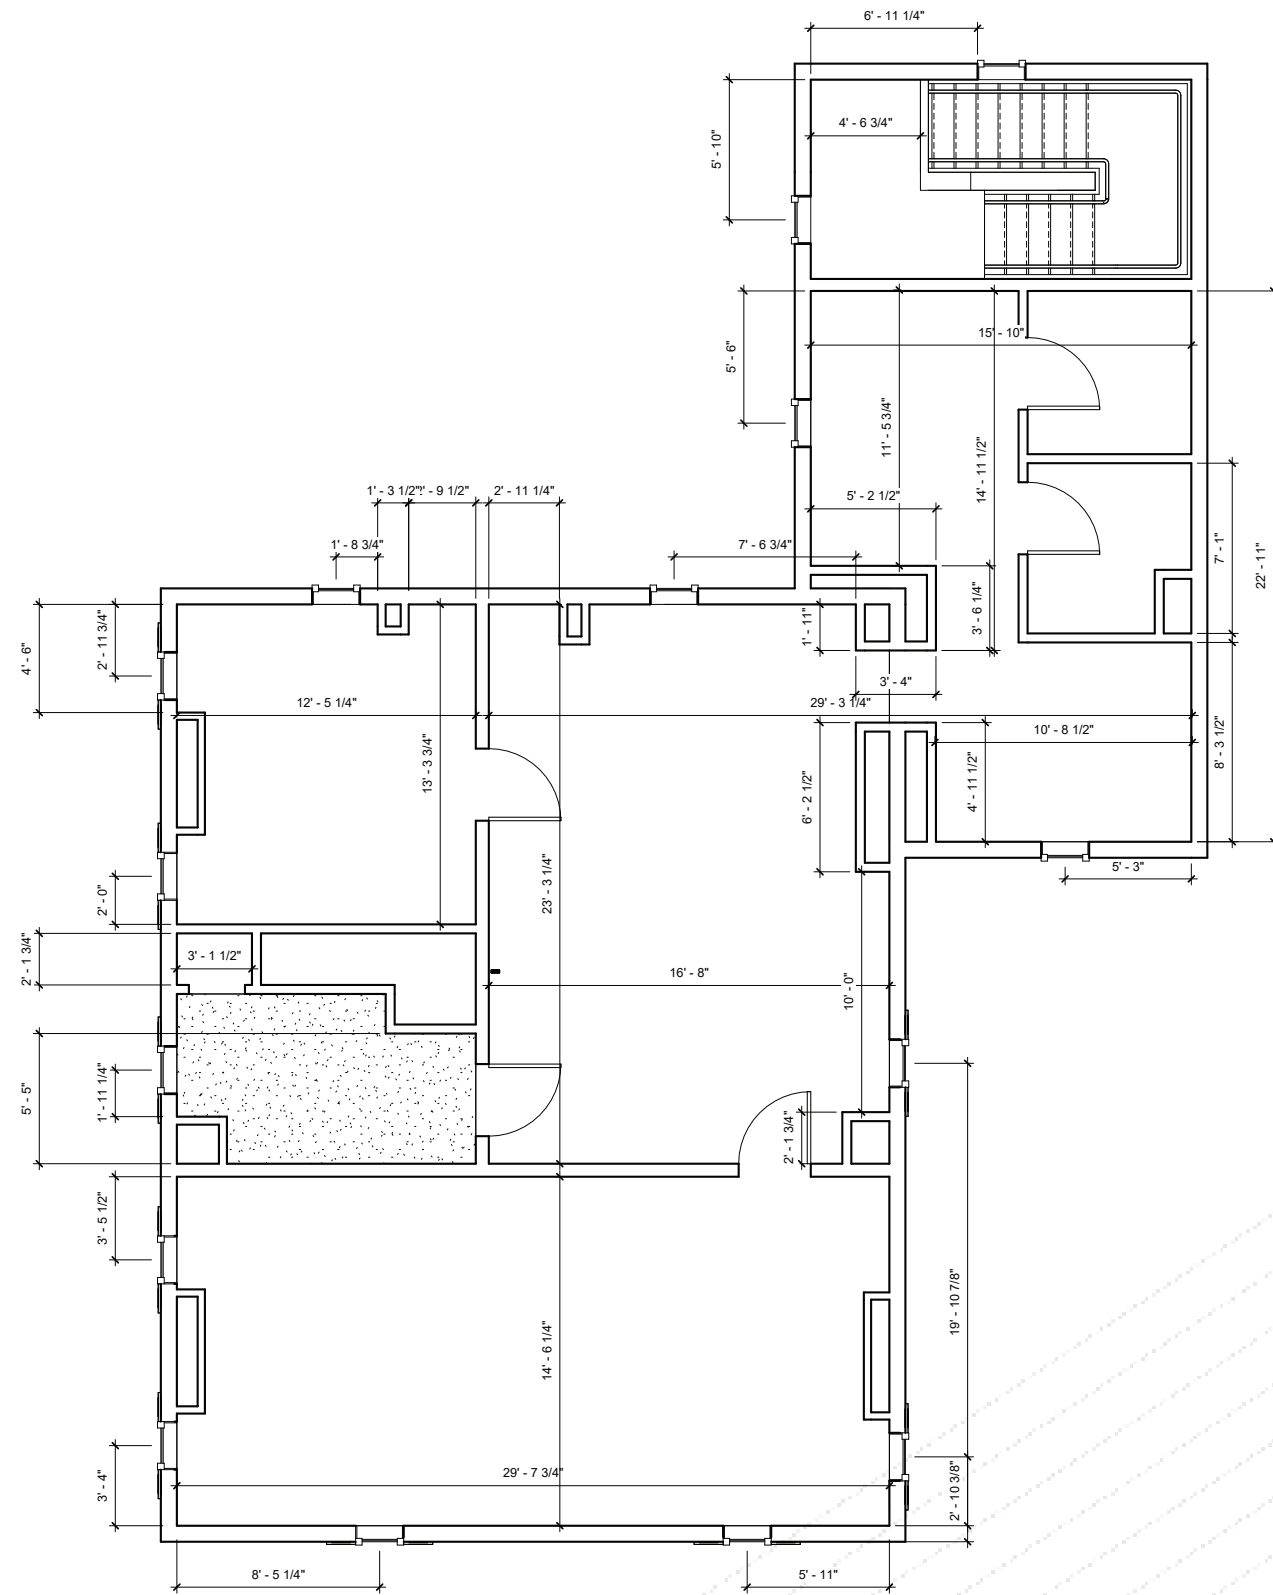 6' - 11 1/4"
4' - 6 3/4"
5' - 10"
15' - 10"
5' - 6"
11' - 5 3/4"
14' - 11 1/2"
5' - 2 1/2"
1' - 3 1/2"
' - 9 1/2"
2' - 11 1/4"
1' - 8 3/4"
7' - 6 3/4"
7' - 1"
22' - 11"
3' - 6 1/4"
1' - 11"
2' - 11 3/4"
4' - 6"
3' - 4"
12' - 5 1/4"
29' - 3 1/4"
10' - 8 1/2"
8' - 3 1/2"
13' - 3 3/4"
6' - 2 1/2"
4' - 11 1/2"
5' - 3"
23' - 3 1/4"
2' - 0"
2' - 1 3/4"
3' - 1 1/2"
16' - 8"
10' - 0"
1' - 11 1/4"
5' - 5"
2' - 1 3/4"
3' - 5 1/2"
19' - 10 7/8"
14' - 6 1/4"
29' - 7 3/4"
3' - 4"
2' - 10 3/8"
8' - 5 1/4"
5' - 11"